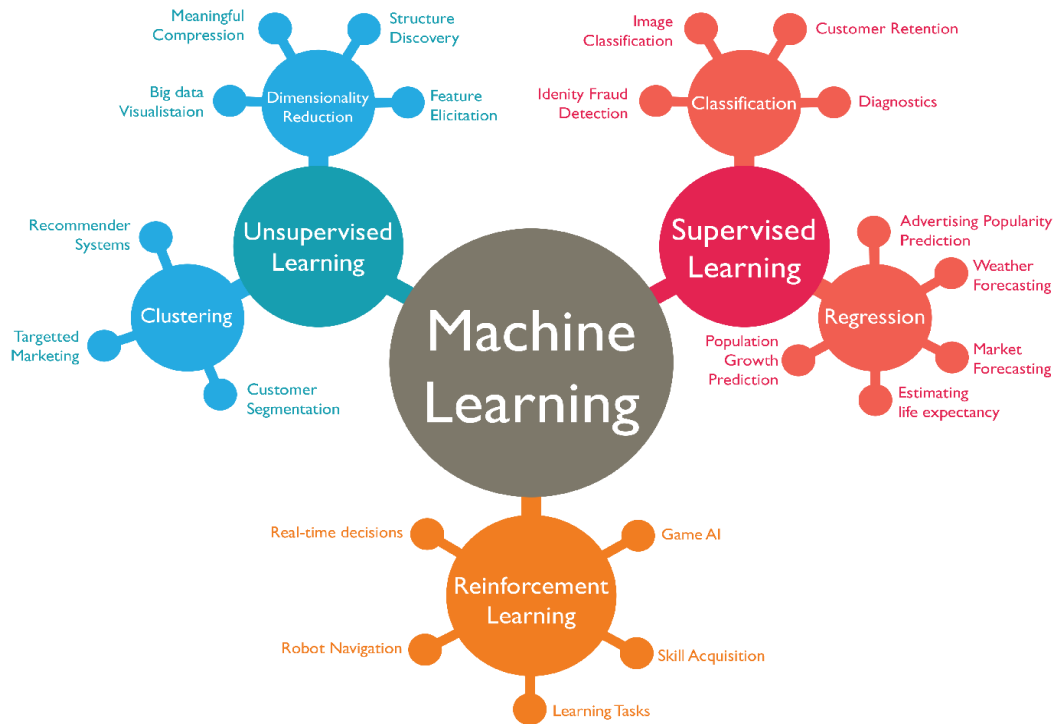 Machine
Learning
Unsupervised
Learning
Dimensionality
Reduction
Meaningful
Compression
Structure
Discovery
Big data
Visualistaion
Feature
Elicitation
Clustering
Recommender
Systems
Targetted
Marketing
Customer
Segmentation
Supervised
Learning
Classification
Image
Classification
Customer Retention
Idenity Fraud
Detection
Diagnostics
Regression
Advertising Popularity
Prediction
Weather
Forecasting
Population
Growth
Prediction
Market
Forecasting
Estimating
life expectancy
Reinforcement
Learning
Real-time decisions
Game AI
Robot Navigation
Skill Acquisition
Learning Tasks